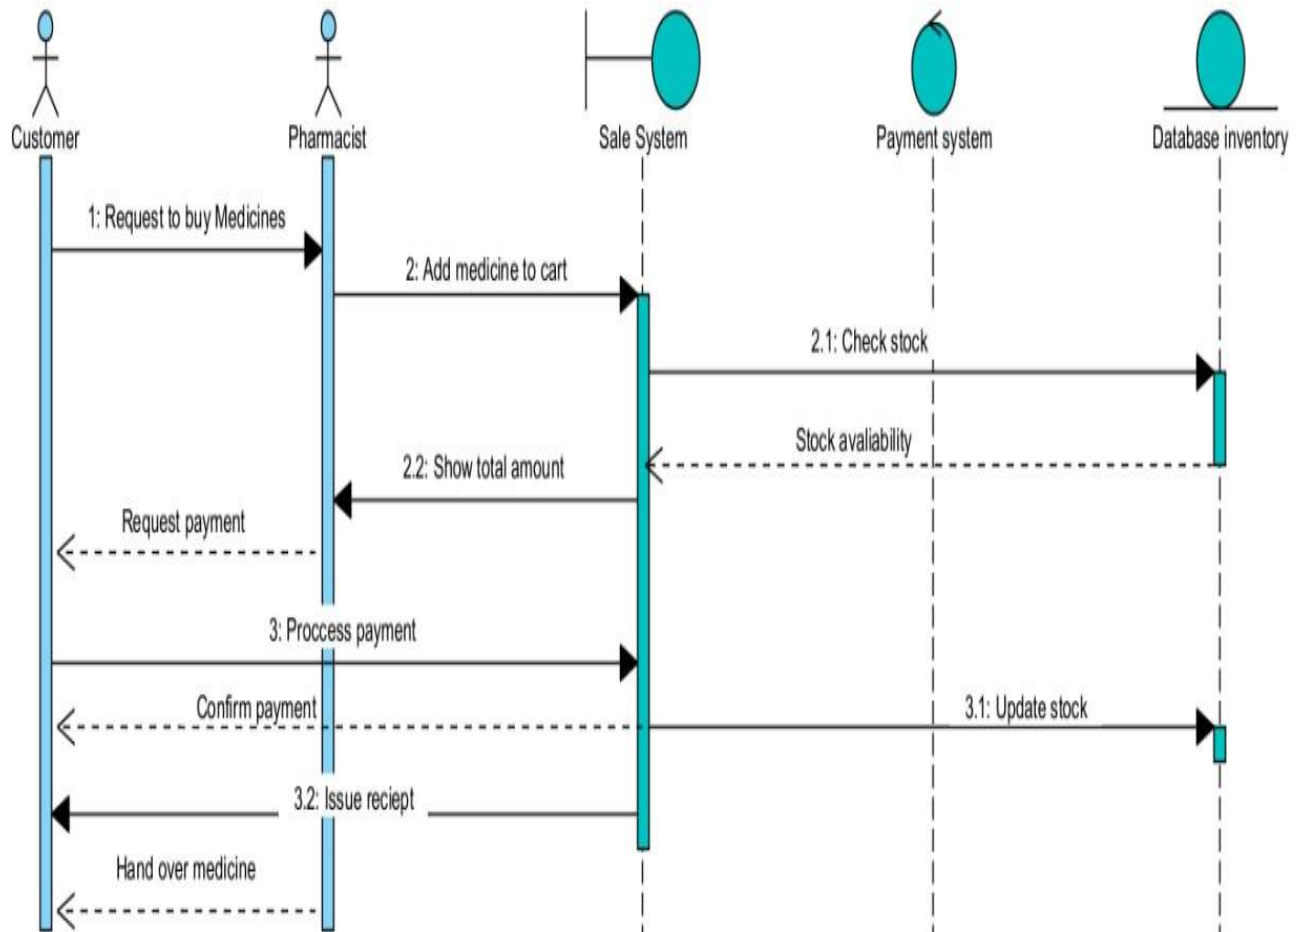 Customer
Pharmacist
Sale System
Payment system
Database inventory
1: Request to buy Medicines
2: Add medicine to cart
2.1: Check stock
Stock avaliability
2.2: Show total amount
Request payment
3: Proccess payment
Confirm payment
3.1: Update stock
3.2: Issue reciept
Hand over medicine